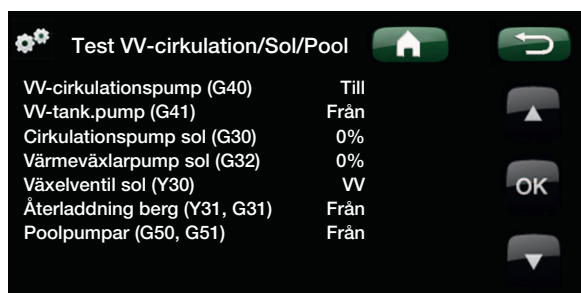 Test VV-cirkulation/Sol/Pool
VV-cirkulationspump (G40) Till
VV-tank.pump (G41) Från
Cirkulationspump sol (G30) 0%
Värmeväxlarpump sol (G32) 0%
Växelventil sol (Y30) VV
Återladdning berg (Y31, G31) Från
OK
Poolpumpar (G50, G51) Från